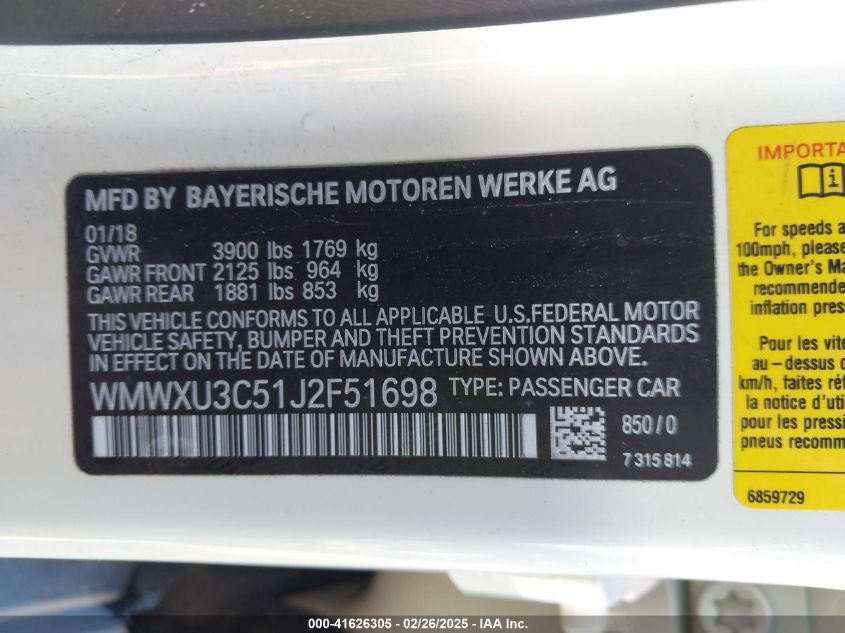 MFD BY BAYERISCHE MOTOREN WERKE AG
01/18
GVWR 3900 lbs 1769 kg
GAWR FRONT 2125 lbs 964 kg
GAWR REAR 1881 lbs 853 kg
THIS VEHICLE CONFORMS TO ALL APPLICABLE U.S.FEDERAL MOTOR
VEHICLE SAFETY, BUMPER AND THEFT PREVENTION STANDARDS
IN EFFECT ON THE DATE OF MANUFACTURE SHOWN ABOVE.
WMWXU3C51J2F51698 TYPE: PASSENGER CAR
850/0
7315814
IMPORTA
i
For speeds a
100mph, please
the Owner's Ma
recommende
inflation pres
Pour les vite
au-dessus d
km/h, faites réf
la notice d'util
pour les pressi
pneus recomm
6859729
000-41626305 - 02/26/2025 - IAA Inc.